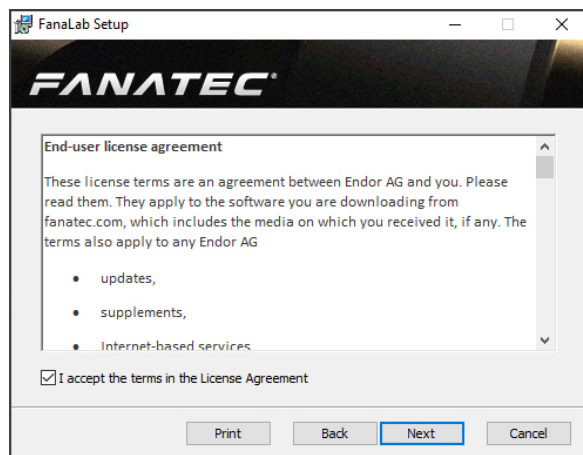 FanaLab Setup
FANATEC®
End-user license agreement
These license terms are an agreement between Endor AG and you. Please
read them. They apply to the software you are downloading from
fanatec.com, which includes the media on which you received it, if any. The
terms also apply to any Endor AG
• updates,
• supplements,
• Internet-based services
I accept the terms in the License Agreement
Print Back Next Cancel